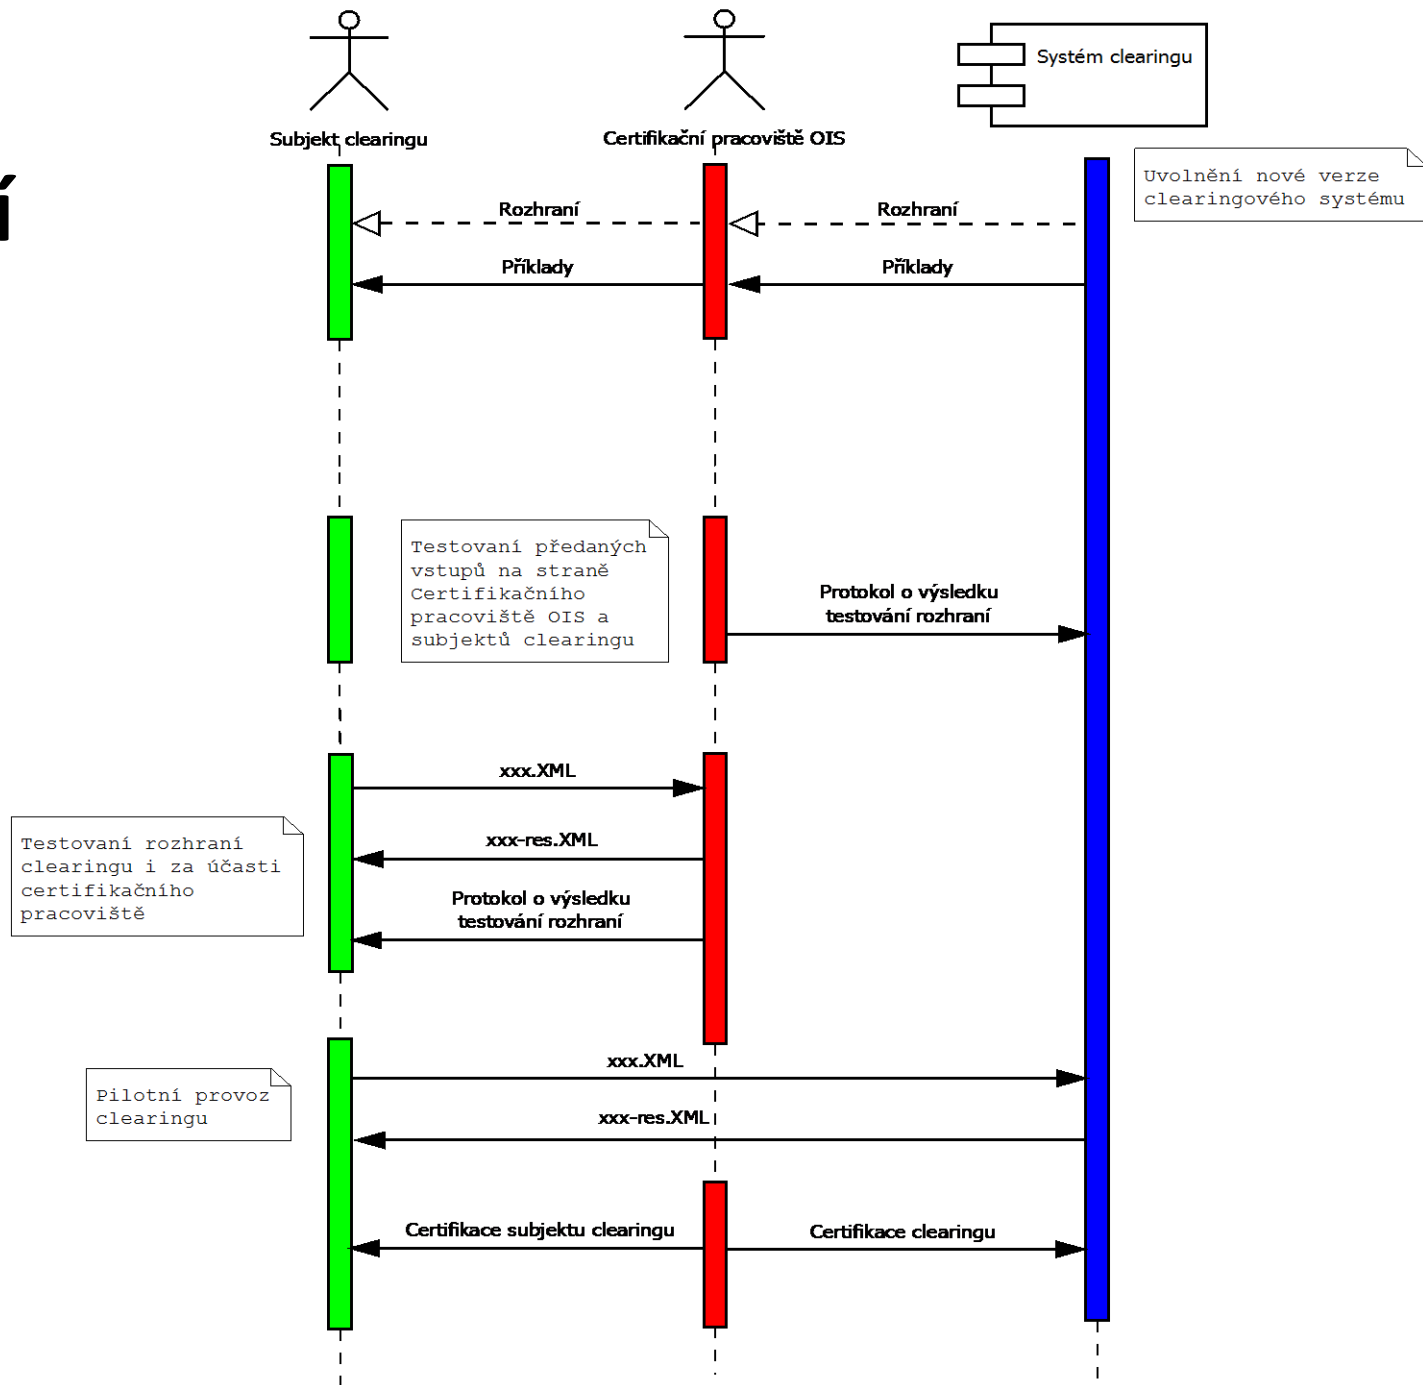 Subjekt clearingu
Certifikační pracoviště OIS
Systém clearingu
Uvolnění nové verze
clearingového systému
Rozhraní
Rozhraní
Příklady
Příklady
Testovaní předaných
vstupů na straně
Certifikačního
pracoviště OIS a
subjektů clearingu
Protokol o výsledku
testování rozhraní
xxx.XML
Testovaní rozhraní
clearingu i za účasti
certifikačního
pracoviště
xxx-res.XML
Protokol o výsledku
testování rozhraní
xxx.XML
Pilotní provoz
clearingu
xxx-res.XML
Certifikace subjektu clearingu
Certifikace clearingu